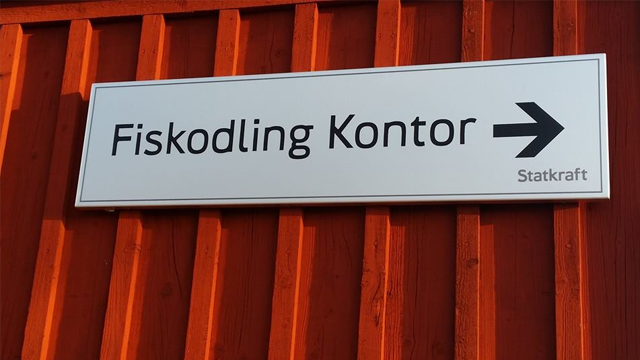 Fiskodling Kontor
Statkraft